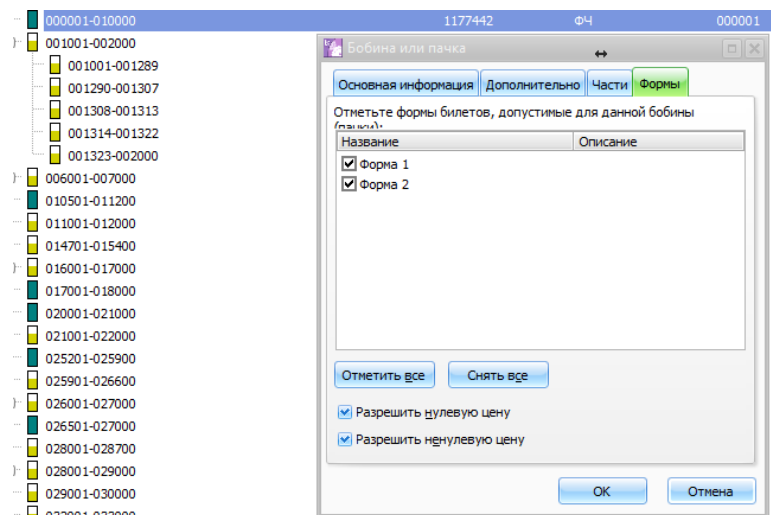 000001-010000 1177442 ФЧ 000001
001001-002000
001001-001289
001290-001307
001308-001313
001314-001322
001323-002000
006001-007000
010501-011200
011001-012000
014701-015400
016001-017000
017001-018000
020001-021000
021001-022000
025201-025900
025901-026600
026001-027000
026501-027000
028001-028700
028001-029000
029001-030000
Бобина или пачка
Основная информация Дополнительно Части Формы
Отметьте формы билетов, допустимые для данной бобины
(пачки):
Название Описание
Форма 1
Форма 2
Отметить все Снять все
Разрешить нулевую цену
Разрешить ненулевую цену
OK Отмена